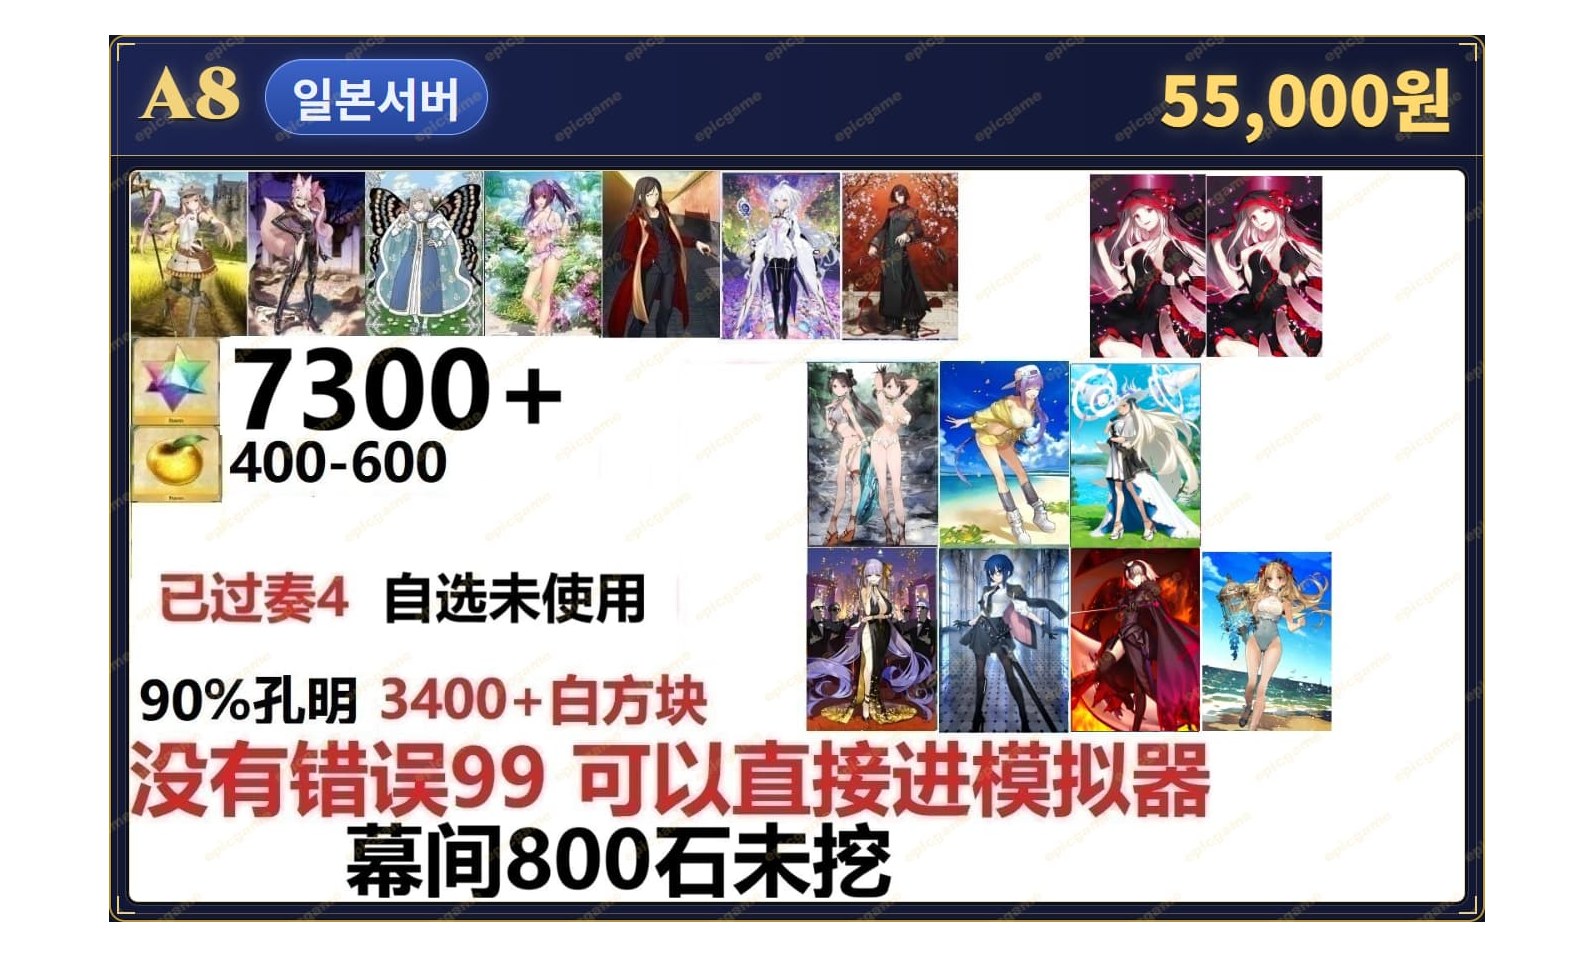 A8 일본서버 55,000원
7300+
400-600
已过奏4 自选未使用
90%孔明 3400+白方块
没有错误99 可以直接进模拟器
幕间800石未挖
epicgame